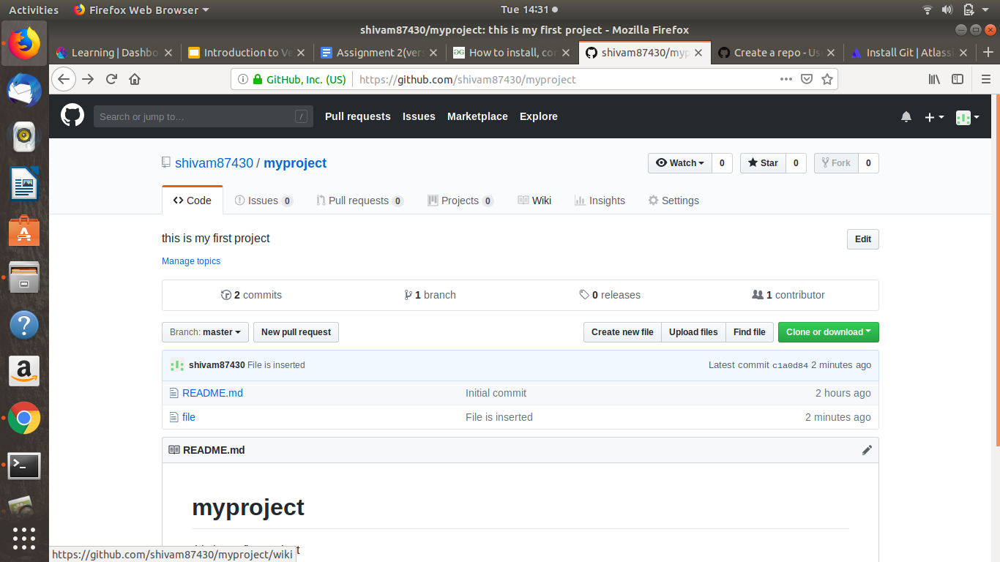 Activities Firefox Web Browser Tue 14:31
shivam87430/myproject: this is my first project - Mozilla Firefox
Learning | Dashbo Introduction to Ve Assignment 2(vers How to install, con shivam87430/myp Create a repo - Use Install Git | Atlassi
GitHub, Inc. (US) https://github.com/shivam87430/myproject
Search or jump to… / Pull requests Issues Marketplace Explore
shivam87430 / myproject Watch 0 Star 0 Fork 0
Code Issues 0 Pull requests 0 Projects 0 Wiki Insights Settings
this is my first project Edit
Manage topics
2 commits 1 branch 0 releases 1 contributor
Branch: master New pull request Create new file Upload files Find file Clone or download
shivam87430 File is inserted Latest commit c1a0d84 2 minutes ago
README.md Initial commit 2 hours ago
file File is inserted 2 minutes ago
README.md
myproject
https://github.com/shivam87430/myproject/wiki